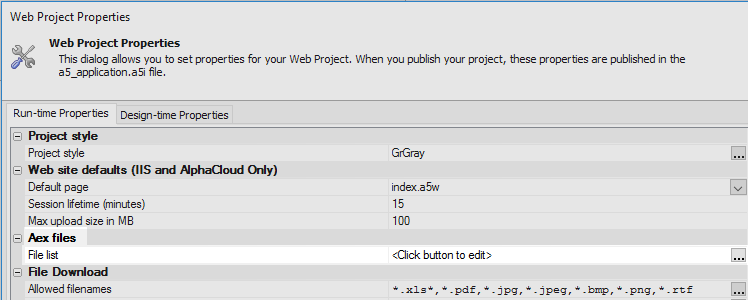 Web Project Properties
Web Project Properties
This dialog allows you to set properties for your Web Project. When you publish your project, these properties are published in the
a5_application.a5i file.
Run-time Properties Design-time Properties
Project style
Project style GrGray ...
Web site defaults (IIS and AlphaCloud Only)
Default page index.a5w
Session lifetime (minutes) 15
Max upload size in MB 100
Aex files
File list <Click button to edit> ...
File Download
Allowed filenames *.xls*,*.pdf,*.jpg,*.jpeg,*.bmp,*.png,*.rtf ...